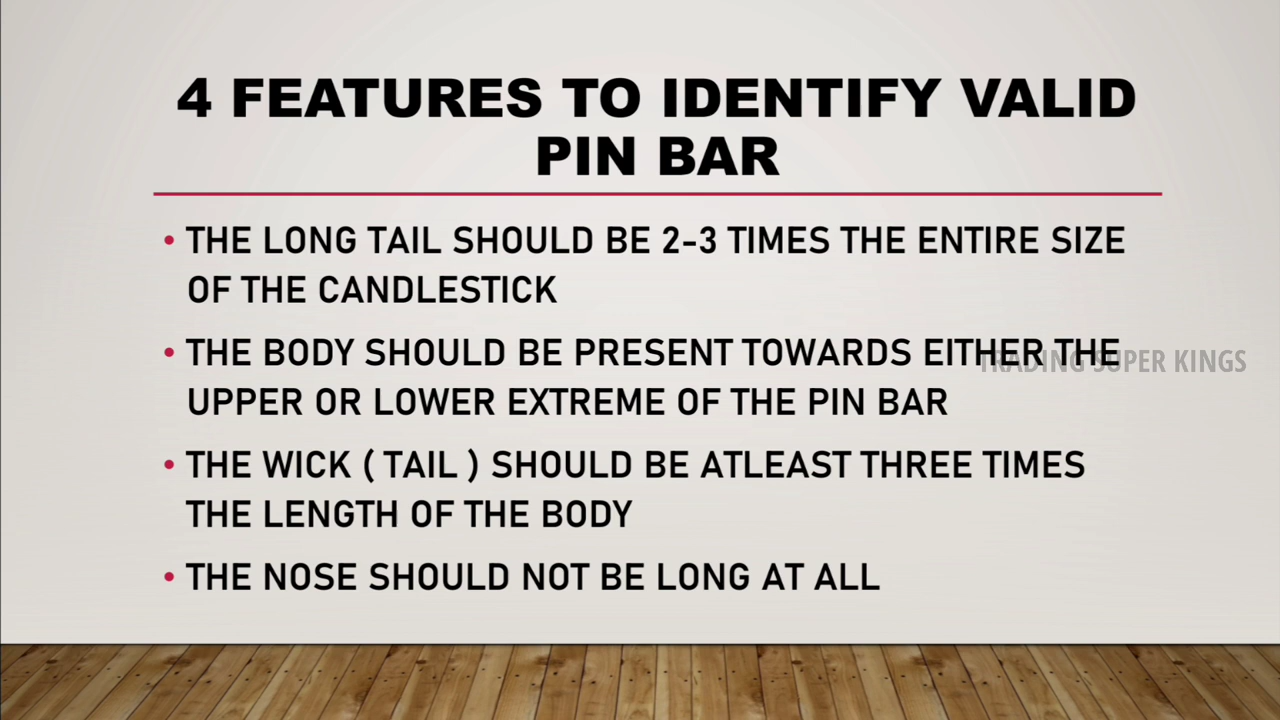 4 FEATURES TO IDENTIFY VALID
PIN BAR
• THE LONG TAIL SHOULD BE 2-3 TIMES THE ENTIRE SIZE
OF THE CANDLESTICK
• THE BODY SHOULD BE PRESENT TOWARDS EITHER THE
UPPER OR LOWER EXTREME OF THE PIN BAR
TRADING SUPER KINGS
• THE WICK ( TAIL ) SHOULD BE ATLEAST THREE TIMES
THE LENGTH OF THE BODY
• THE NOSE SHOULD NOT BE LONG AT ALL